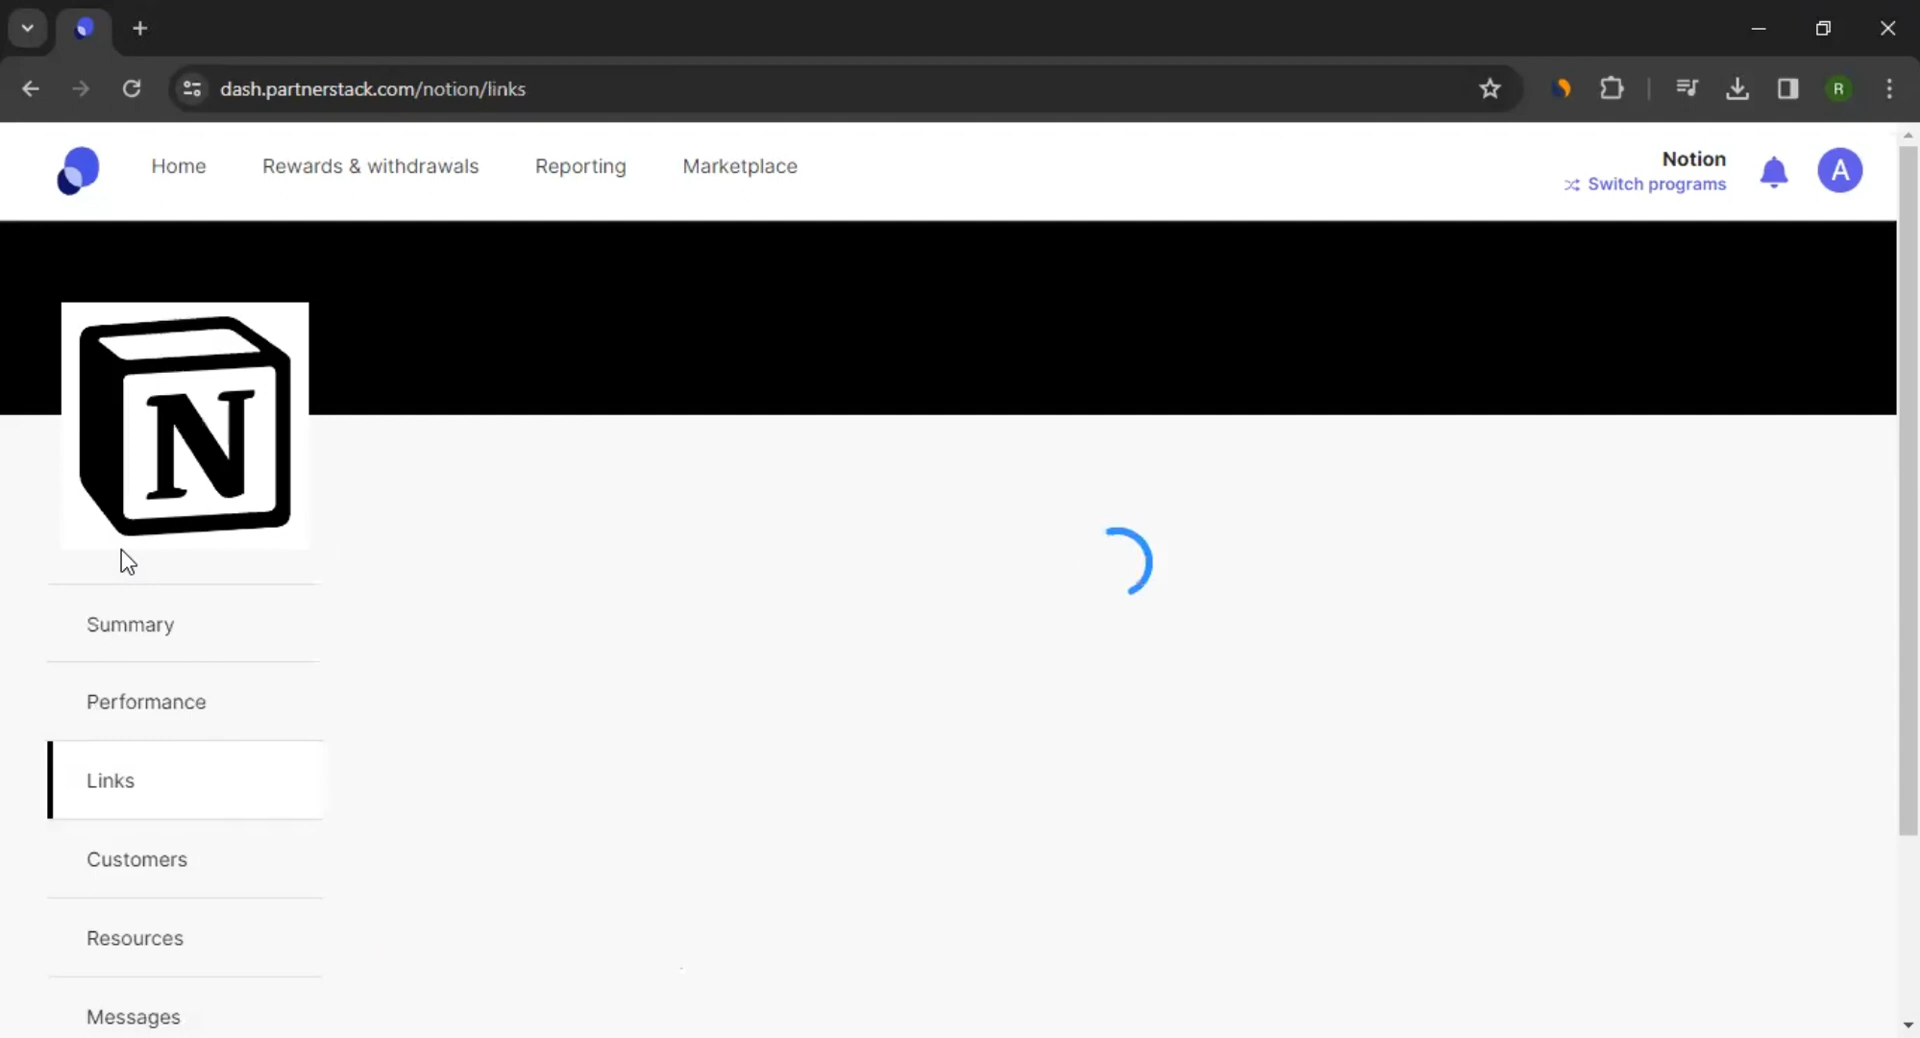 dash.partnerstack.com/notion/links
R
Home
Rewards & withdrawals
Reporting
Marketplace
Notion
Switch programs
A
N
Summary
Performance
Links
Customers
Resources
Messages